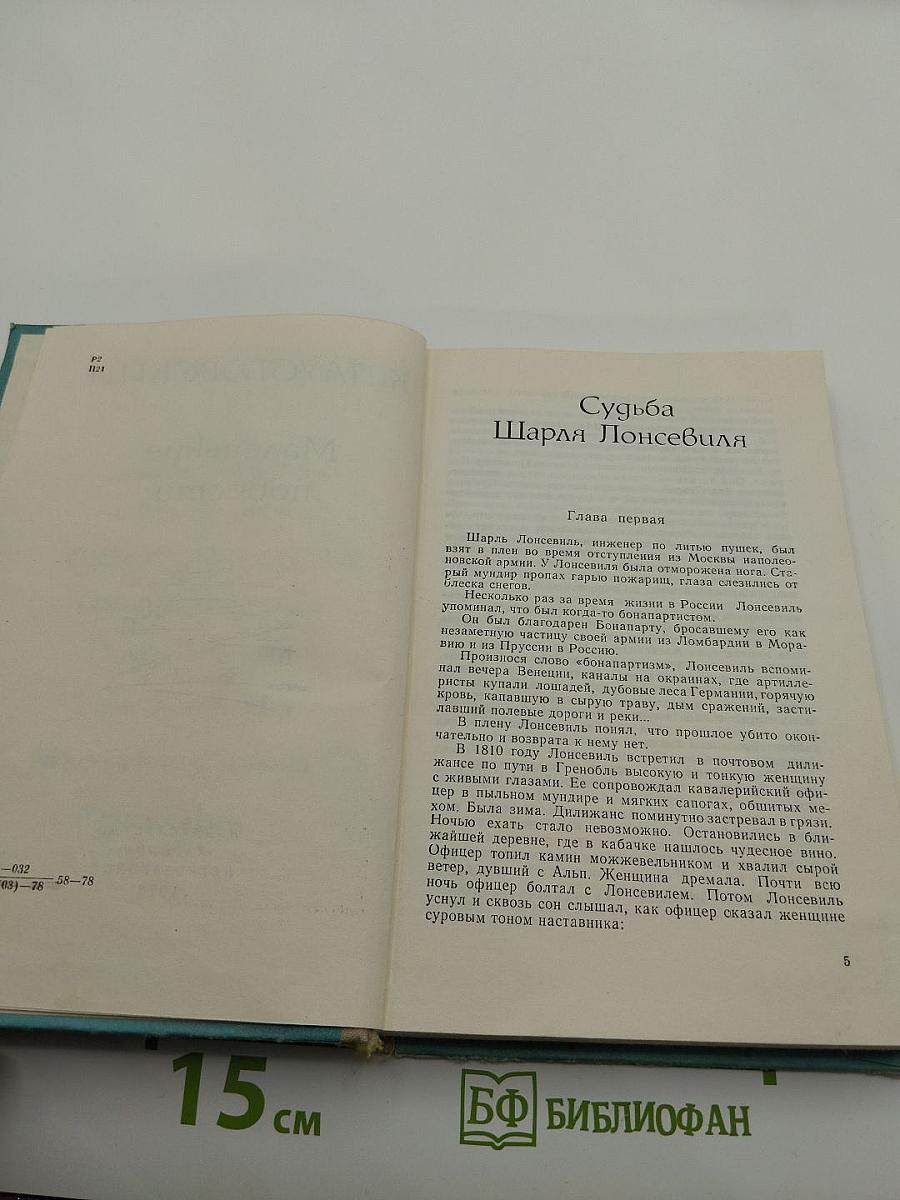 Р2
П21
—032
(03)—78 58—78
Судьба
Шарля Лонсевиля
Глава первая
Шарль Лонсевиль, инженер по литью пушек, был
взят в плен во время отступления из Москвы наполео-
новской армии. У Лонсевиля была отморожена нога. Ста-
рый мундир пропах гарью пожарищ, глаза слезились от
блеска снегов.
Несколько раз за время жизни в России Лонсевиль
упоминал, что был когда-то бонапартистом.
Он был благодарен Бонапарту, бросавшему его как
незаметную частицу своей армии из Ломбардии в Мора-
вию и из Пруссии в Россию.
Произнося слово «бонапартизм», Лонсевиль вспоми-
нал вечера Венеции, каналы на окраинах, где артилле-
ристы купали лошадей, дубовые леса Германии, горячую
кровь, капавшую в сырую траву, дым сражений, засти-
лавший полевые дороги и реки...
В плену Лонсевиль понял, что прошлое убито окон-
чательно и возврата к нему нет.
В 1810 году Лонсевиль встретил в почтовом дили-
жансе по пути в Гренобль высокую и тонкую женщину
с живыми глазами. Ее сопровождал кавалерийский офи-
цер в пыльном мундире и мягких сапогах, обшитых ме-
хом. Была зима. Дилижанс поминутно застревал в грязи.
Ночью ехать стало невозможно. Остановились в бли-
жайшей деревне, где в кабачке нашлось чудесное вино.
Офицер топил камин можжевельником и хвалил сырой
ветер, дувший с Альп. Женщина дремала. Почти всю
ночь офицер болтал с Лонсевилем. Потом Лонсевиль
уснул и сквозь сон слышал, как офицер сказал женщине
суровым тоном наставника:
5
15 см
БФ БИБЛИОФАН